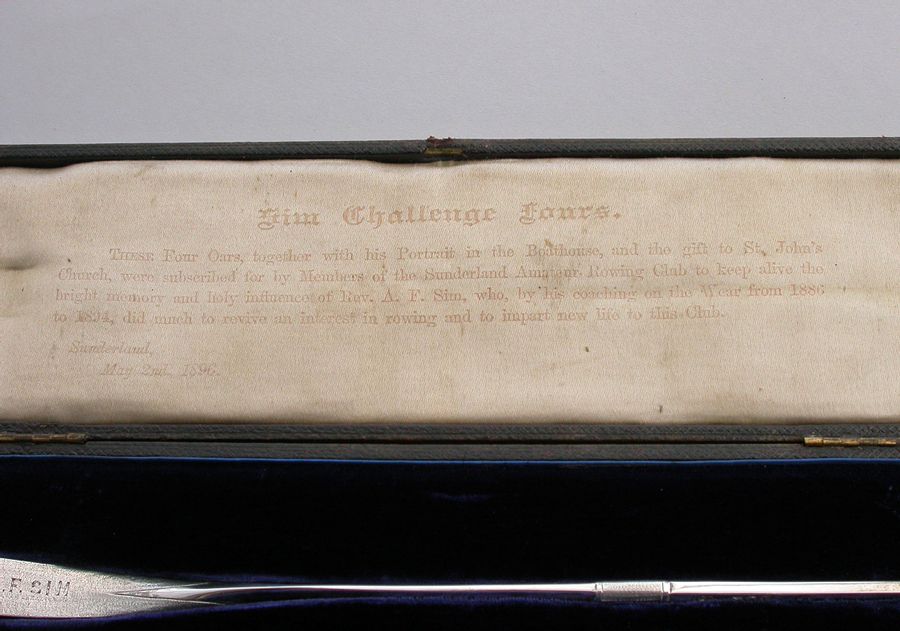 Sim Challenge Fours.
THESE Four Oars, together with his Portrait in the Boathouse, and the gift to St. John's
Church, were subscribed for by Members of the Sunderland Amateur Rowing Club to keep alive the
bright memory and holy influence of Rev. A. F. Sim, who, by his coaching on the Wear from 1886
to 1894, did much to revive an interest in rowing and to impart new life to this Club.
Sunderland,
May 2nd, 1896.
.F. SIM